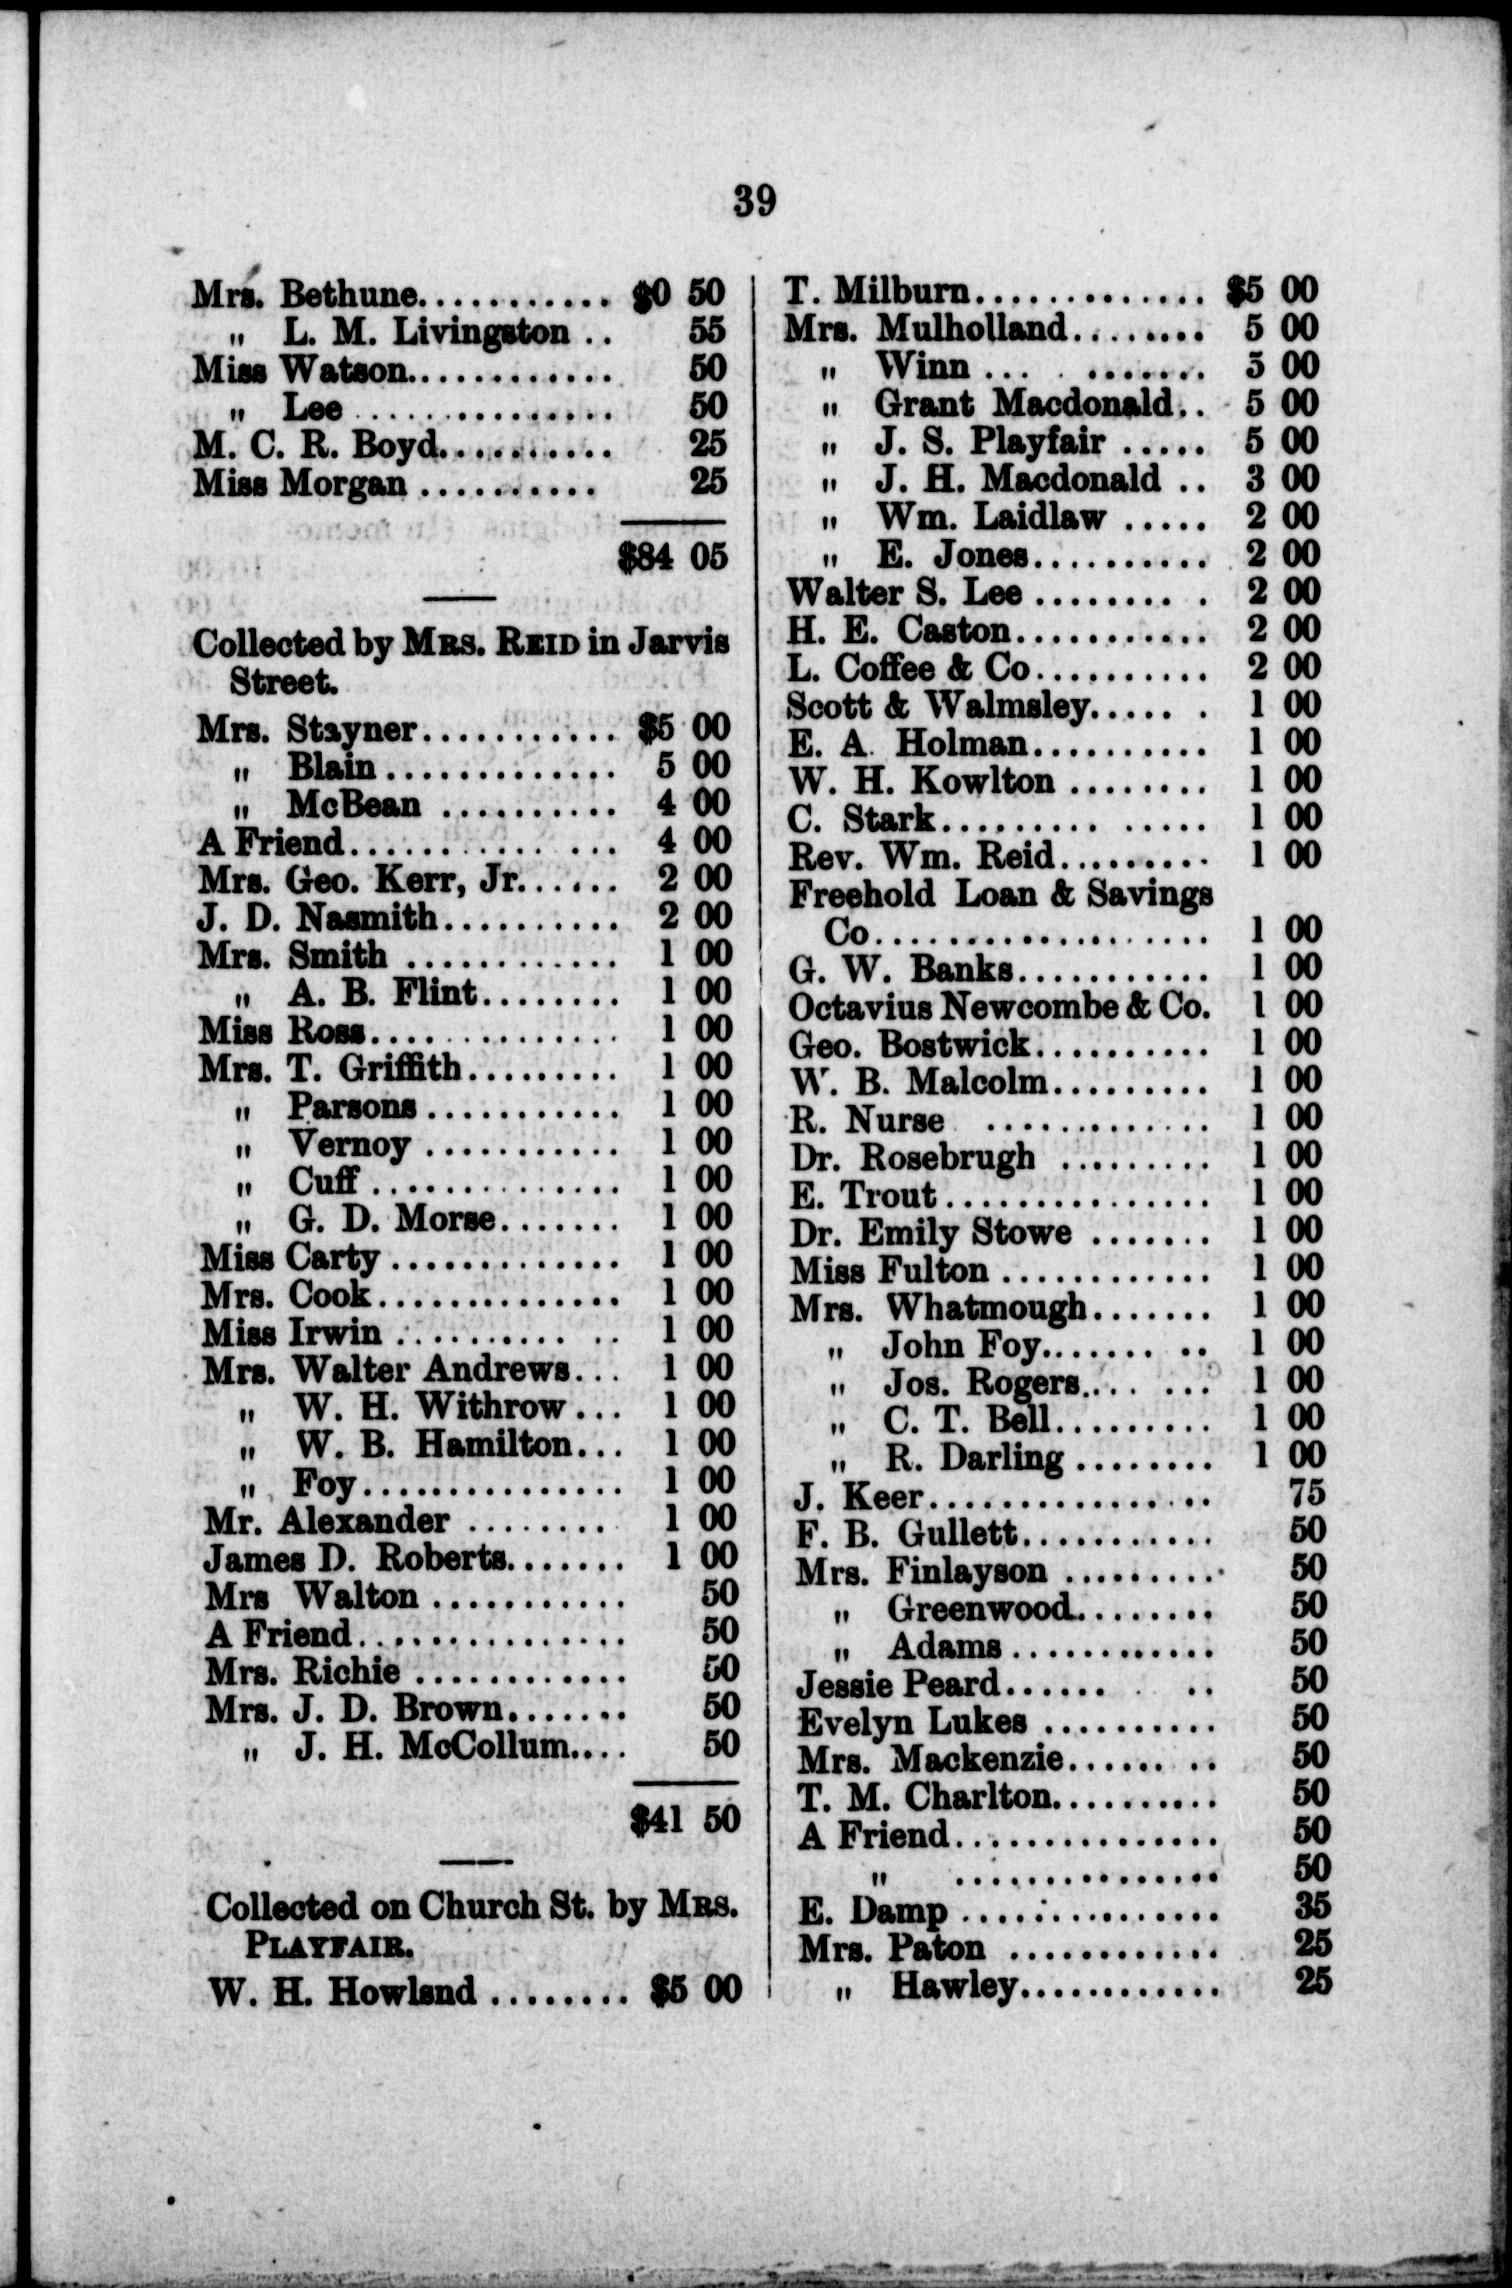 39
Mrs. Bethune........... $0 50
„ L. M. Livingston .. 55
Miss Watson............ 50
„ Lee .............. 50
M. C. R. Boyd.......... 25
Miss Morgan .......... 25
$84 05
Collected by MRS. REID in Jarvis
Street.
Mrs. Stayner........... $5 00
„ Blain ............. 5 00
„ McBean .......... 4 00
A Friend............... 4 00
Mrs. Geo. Kerr, Jr...... 2 00
J. D. Nasmith.......... 2 00
Mrs. Smith ............ 1 00
„ A. B. Flint........ 1 00
Miss Ross.............. 1 00
Mrs. T. Griffith......... 1 00
„ Parsons ........... 1 00
„ Vernoy ........... 1 00
„ Cuff .............. 1 00
„ G. D. Morse....... 1 00
Miss Carty ............. 1 00
Mrs. Cook.............. 1 00
Miss Irwin .......... .. 1 00
Mrs. Walter Andrews... 1 00
„ W. H. Withrow ... 1 00
„ W. B. Hamilton... 1 00
„ Foy............... 1 00
Mr. Alexander ........ 1 00
James D. Roberts....... 1 00
Mrs Walton ........... 50
A Friend............... 50
Mrs. Richie ............ 50
Mrs. J. D. Brown....... 50
„ J. H. McCollum.... 50
$41 50
Collected on Church St. by MRS.
PLAYFAIR.
W. H. Howland ........ $5 00
T. Milburn............. $5 00
Mrs. Mulholland........ 5 00
„ Winn ... ....... 5 00
„ Grant Macdonald.. 5 00
„ J. S. Playfair ..... 5 00
„ J. H. Macdonald .. 3 00
„ Wm. Laidlaw ..... 2 00
„ E. Jones.......... 2 00
Walter S. Lee ........ . 2 00
H. E. Caston........... 2 00
L. Coffee & Co.......... 2 00
Scott & Walmsley..... . 1 00
E. A. Holman.......... 1 00
W. H. Kowlton ........ 1 00
C. Stark......... ..... 1 00
Rev. Wm. Reid......... 1 00
Freehold Loan & Savings
Co................... 1 00
G. W. Banks........... 1 00
Octavius Newcombe & Co. 1 00
Geo. Bostwick.......... 1 00
W. B. Malcolm......... 1 00
R. Nurse ............. 1 00
Dr. Rosebrugh ......... 1 00
E. Trout............... 1 00
Dr. Emily Stowe ....... 1 00
Miss Fulton ............ 1 00
Mrs. Whatmough....... 1 00
„ John Foy....... .. 1 00
„ Jos. Rogers.... ... 1 00
„ C. T. Bell......... 1 00
„ R. Darling ........ 1 00
J. Keer................ 75
F. B. Gullett........... 50
Mrs. Finlayson ......... 50
„ Greenwood........ 50
„ Adams ............ 50
Jessie Peard...... .. 50
Evelyn Lukes .......... 50
Mrs. Mackenzie...... .. 50
T. M. Charlton.......... 50
A Friend............... 50
„ ............... 50
E. Damp ............... 35
Mrs. Paton ............ 25
„ Hawley............ 25